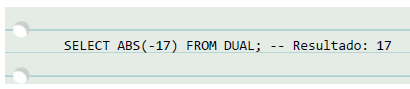 SELECT ABS(-17) FROM DUAL; -- Resultado: 17